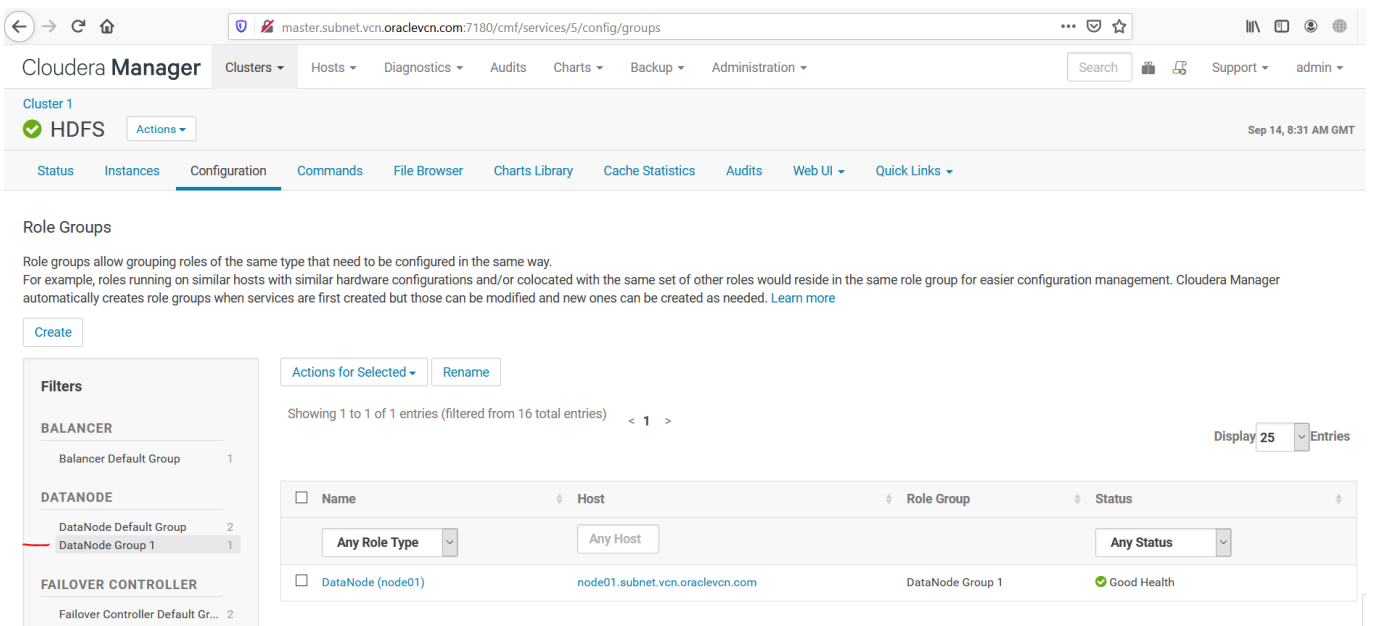 master.subnet.vcn.oraclevcn.com:7180/cmf/services/5/config/groups
Cloudera Manager Clusters Hosts Diagnostics Audits Charts Backup Administration Search Support admin
Cluster 1
HDFS Actions Sep 14, 8:31 AM GMT
Status Instances Configuration Commands File Browser Charts Library Cache Statistics Audits Web UI Quick Links
Role Groups
Role groups allow grouping roles of the same type that need to be configured in the same way.
For example, roles running on similar hosts with similar hardware configurations and/or colocated with the same set of other roles would reside in the same role group for easier configuration management. Cloudera Manager
automatically creates role groups when services are first created but those can be modified and new ones can be created as needed. Learn more
Create
Filters
BALANCER
Balancer Default Group 1
DATANODE
DataNode Default Group 2
DataNode Group 1 1
FAILOVER CONTROLLER
Failover Controller Default Gr... 2
Actions for Selected Rename
Showing 1 to 1 of 1 entries (filtered from 16 total entries) < 1 >
Display 25 Entries
Name Host Role Group Status
Any Role Type Any Host Any Status
DataNode (node01) node01.subnet.vcn.oraclevcn.com DataNode Group 1 Good Health